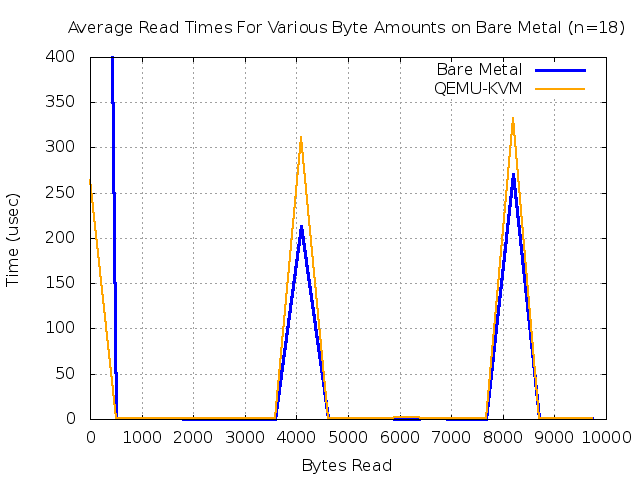 Average Read Times For Various Byte Amounts on Bare Metal (n=18)
Bare Metal
QEMU-KVM
400
350
300
250
200
150
100
50
0
Time (usec)
0 1000 2000 3000 4000 5000 6000 7000 8000 9000 10000
Bytes Read